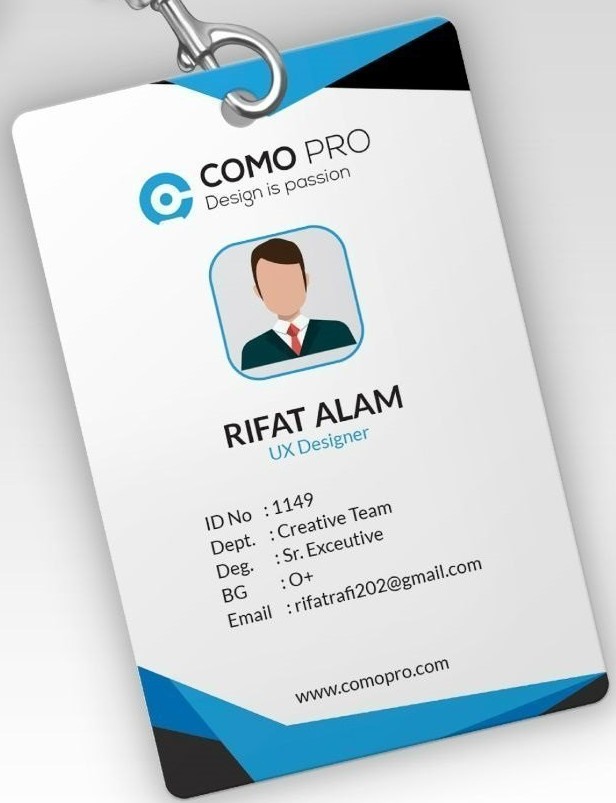 COMO PRO
Design is passion
RIFAT ALAM
UX Designer
ID No : 1149
Dept. : Creative Team
Deg. : Sr. Exceutive
BG : O+
Email : rifatrafi202@gmail.com
www.comopro.com